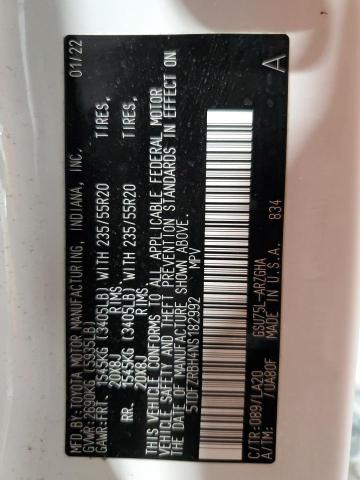 MFD.BY:TOYOTA MOTOR MANUFACTURING, INDIANA, INC. 01/22
GVWR:2690KG (5935LB)
GAWR:FRT. 1545KG (3405LB) WITH 235/55R20 TIRES,
20X8J RIMS,
RR. 1545KG (3405LB) WITH 235/55R20 TIRES,
20X8J RIMS.
THIS VEHICLE CONFORMS TO ALL APPLICABLE FEDERAL MOTOR
VEHICLE SAFETY AND THEFT PREVENTION STANDARDS IN EFFECT ON
THE DATE OF MANUFACTURE SHOWN ABOVE.
MPV
C/TR:089/LA20 GSU75L-ARZGHA
A/TM: /UA80F MADE IN U.S.A. 834
A